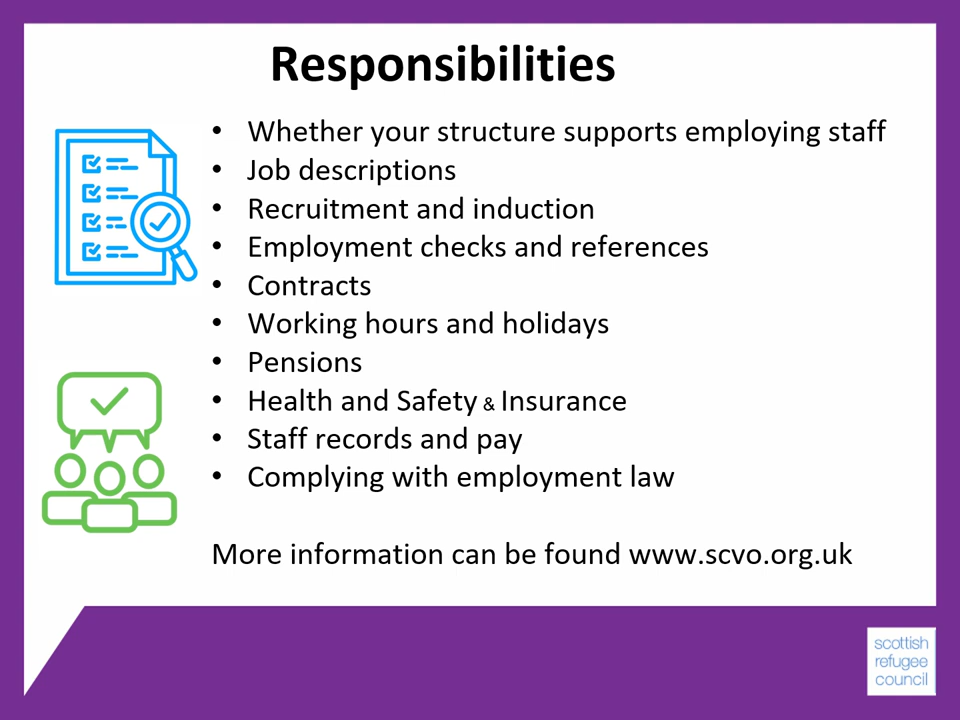 Responsibilities
• Whether your structure supports employing staff
• Job descriptions
• Recruitment and induction
• Employment checks and references
• Contracts
• Working hours and holidays
• Pensions
• Health and Safety & Insurance
• Staff records and pay
• Complying with employment law
More information can be found www.scvo.org.uk
scottish
refugee
council